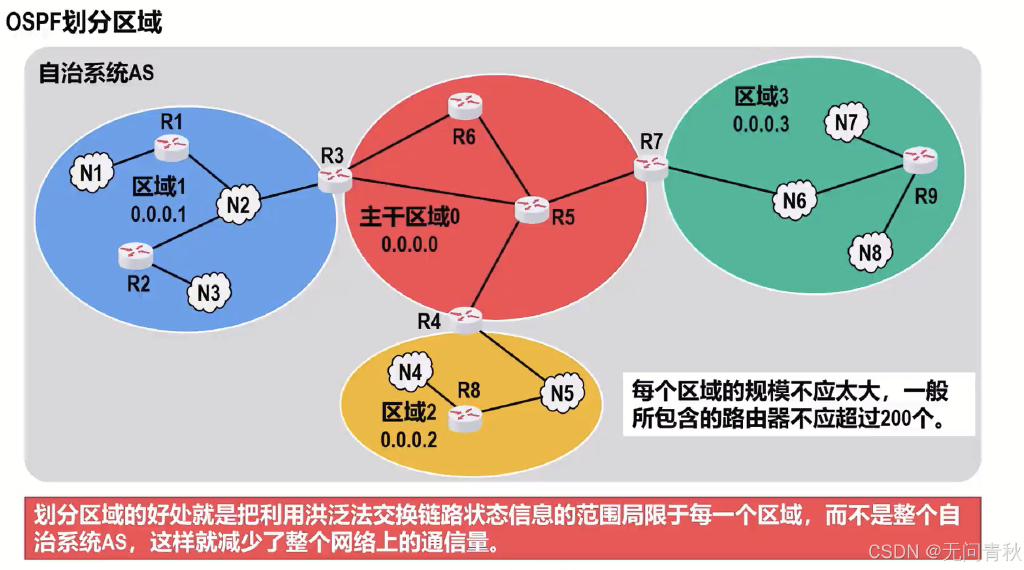 OSPF划分区域
自治系统AS
R1
N1
区域1
0.0.0.1
N2
R2
N3
R3
R6
主干区域0
0.0.0.0
R5
R4
R7
区域3
0.0.0.3
N7
N6
R9
N8
N4
R8
区域2
0.0.0.2
N5
每个区域的规模不应太大，一般
所包含的路由器不应超过200个。
划分区域的好处就是把利用洪泛法交换链路状态信息的范围局限于每一个区域，而不是整个自
治系统AS，这样就减少了整个网络上的通信量。
CSDN @无问青秋